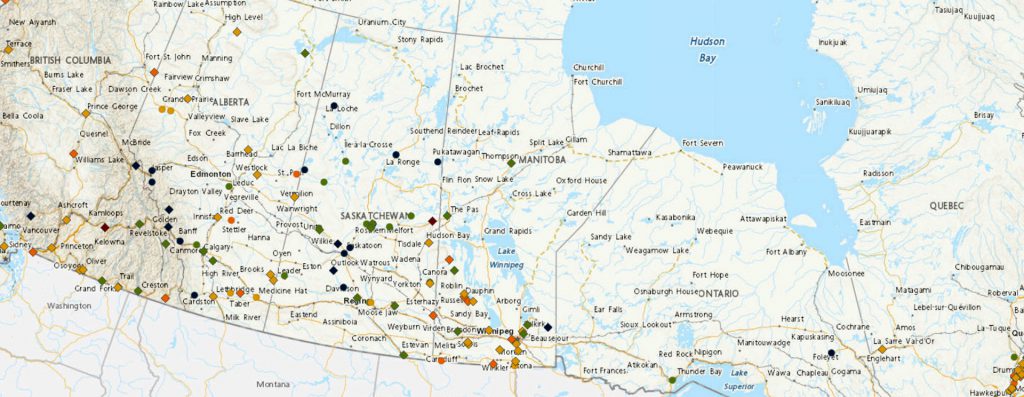 Rainbow Lake
Assumption
High Level
Uranium City
Stony Rapids
New Aiyansh
Terrace
Smithers
BRITISH COLUMBIA
Burns Lake
Fraser Lake
Prince George
Bella Coola
Quesnel
Williams Lake
McBride
Fort St. John
Manning
Fairview
Grimshaw
Dawson Creek
Grande Prairie
ALBERTA
Valleyview
Slave Lake
Fox Creek
Fort McMurray
La Loche
Dillon
Lac La Biche
Île-à-la-Crosse
Barrhead
Edson
Westlock
Edmonton
Jasper
Drayton Valley
Leduc
Vegreville
Vermilion
Wainwright
Red Deer
Innisfail
Stettler
Provost
Unity
Hanna
Oyen
Golden
Banff
Canmore
Calgary
High River
Brooks
Medicine Hat
Lethbridge
Taber
Cardston
Milk River
Ashcroft
Kamloops
Revelstoke
Kelowna
Courtenay
Vancouver
Sidney
Princeton
Oliver
Osoyoos
Trail
Grand Forks
Creston
Washington
Montana
Lac Brochet
Brochet
Southend
Reindeer
Leaf-Rapids
La Ronge
Pukatawagan
Thompson
Split Lake
Gillam
MANITOBA
Flin Flon
Snow Lake
Cross Lake
Oxford House
SASKATCHEWAN
The Pas
Rosthern
Melfort
Tisdale
Hudson Bay
Grand Rapids
Garden Hill
Wilkie
Saskatoon
Outlook
Watrous
Wadena
Canora
Leader
Eston
Davidson
Wynyard
Yorkton
Roblin
Dauphin
Lake
Winnipeg
Regina
Esterhazy
Russell
Arborg
Gimli
Moose Jaw
Sandy Bay
Eastend
Assiniboia
Weyburn
Virden
Brandon
Winnipeg
Selkirk
Beausejour
Coronach
Estevan
Melita
Souris
Morden
Carnduff
Winkler
Altona
Churchill
Fort Churchill
Hudson
Bay
Shamattawa
Fort Severn
Peawanuck
Kasabonika
Sandy Lake
Webequie
Weagamow Lake
Attawapiskat
Fort Albany
Fort Hope
Osnaburgh House
ONTARIO
Moosonee
Ear Falls
Armstrong
Sioux Lookout
Hearst
Manitouwadge
Kapuskasing
Cochrane
Red Rock
Nipigon
Atikokan
Fort Frances
Thunder Bay
Lake
Superior
Wawa
Chapleau
Foleyet
Gogama
Englehart
Tasiujaq
Kuujjuaq
Inukjuak
Sanikiluaq
Umiujaq
Kuujjuarapik
Brisay
Radisson
QUEBEC
Eastmain
Chibougamau
Matagami
Lebel-sur-Quévillon
Roberval
Amos
La-Tuque
La Sarre
Val-D'or
Hawkesbury